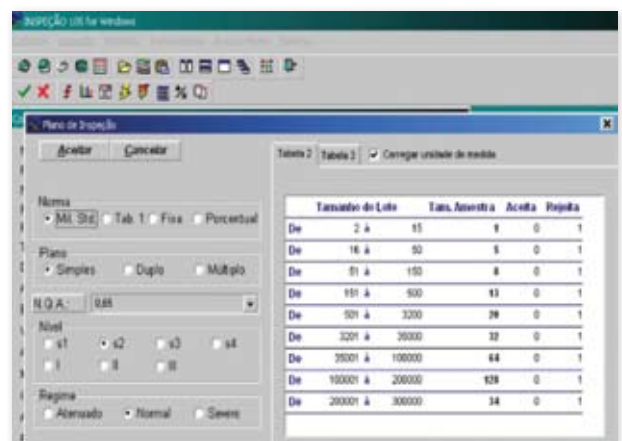 INSPEÇÃO LOS for Windows
Plano de Inspeção
Aceitar Cancelar
Tabela 2 Tabela 3 Carregar unidade de medida
Norma
Mil. Std. Tab. 1 Fixa Porcentual
Plano
Simples Duplo Múltiplo
N.Q.A.: 0,65
Nível
s1 s2 s3 s4
I II III
Regime
Atenuado Normal Severo
Tamanho do Lote Tam. Amostra Aceita Rejeita
De 2 à 15 0 1
De 16 à 50 5 0 1
De 51 à 150 8 0 1
De 151 à 500 13 0 1
De 501 à 3200 20 0 1
De 3201 à 35000 32 0 1
De 35001 à 100000 64 0 1
De 100001 à 200000 128 0 1
De 200001 à 300000 34 0 1